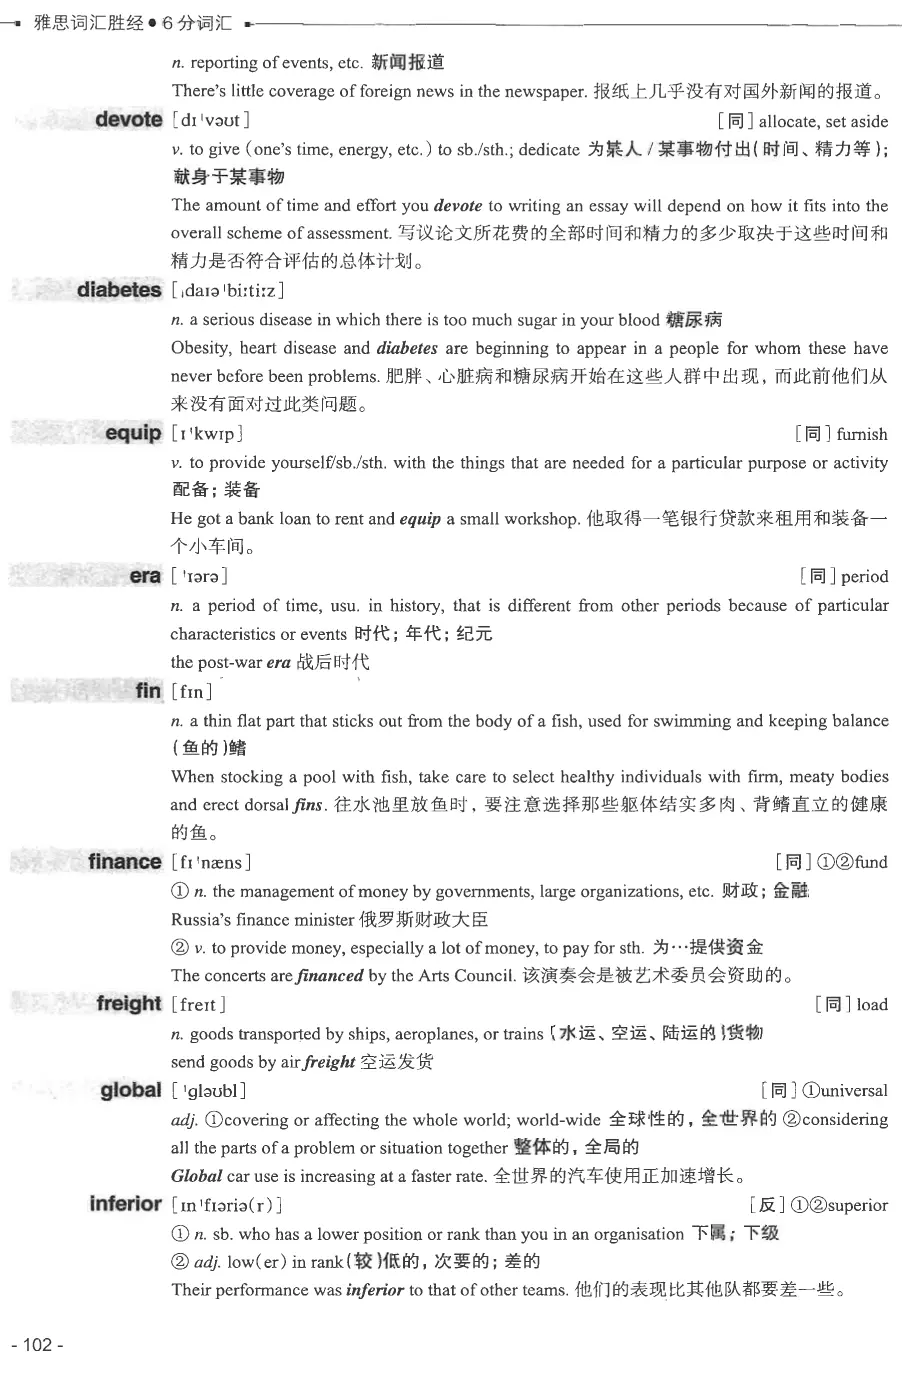 雅思词汇胜经●6分词汇
n. reporting of events, etc. 新闻报道
There's little coverage of foreign news in the newspaper. 报纸上几乎没有对国外新闻的报道。
devote [dɪˈvəʊt] [同] allocate, set aside
v. to give (one's time, energy, etc.) to sb./sth.; dedicate 为某人/某事物付出(时间、精力等);
献身于某事物
The amount of time and effort you devote to writing an essay will depend on how it fits into the
overall scheme of assessment. 写议论文所花费的全部时间和精力的多少取决于这些时间和
精力是否符合评估的总体计划。
diabetes [ˌdaɪəˈbiːtiːz]
n. a serious disease in which there is too much sugar in your blood 糖尿病
Obesity, heart disease and diabetes are beginning to appear in a people for whom these have
never before been problems. 肥胖、心脏病和糖尿病开始在这些人群中出现，而此前他们从
来没有面对过此类问题。
equip [ɪˈkwɪp] [同] furnish
v. to provide yourself/sb./sth. with the things that are needed for a particular purpose or activity
配备；装备
He got a bank loan to rent and equip a small workshop. 他取得一笔银行贷款来租用和装备一
个小车间。
era [ˈɪərə] [同] period
n. a period of time, usu. in history, that is different from other periods because of particular
characteristics or events 时代；年代；纪元
the post-war era 战后时代
fin [fɪn]
n. a thin flat part that sticks out from the body of a fish, used for swimming and keeping balance
(鱼的)鳍
When stocking a pool with fish, take care to select healthy individuals with firm, meaty bodies
and erect dorsal fins. 往水池里放鱼时，要注意选择那些躯体结实多肉、背鳍直立的健康
的鱼。
finance [fɪˈnæns] [同] ①②fund
① n. the management of money by governments, large organizations, etc. 财政；金融
Russia's finance minister 俄罗斯财政大臣
② v. to provide money, especially a lot of money, to pay for sth. 为…提供资金
The concerts are financed by the Arts Council. 该演奏会是被艺术委员会资助的。
freight [freɪt] [同] load
n. goods transported by ships, aeroplanes, or trains (水运、空运、陆运的)货物
send goods by air freight 空运发货
global [ˈgləʊbl] [同] ①universal
adj. ①covering or affecting the whole world; world-wide 全球性的，全世界的 ②considering
all the parts of a problem or situation together 整体的，全局的
Global car use is increasing at a faster rate. 全世界的汽车使用正加速增长。
inferior [ɪnˈfɪəriə(r)] [反] ①②superior
① n. sb. who has a lower position or rank than you in an organisation 下属；下级
② adj. low(er) in rank (较)低的，次要的；差的
Their performance was inferior to that of other teams. 他们的表现比其他队都要差一些。
- 102 -